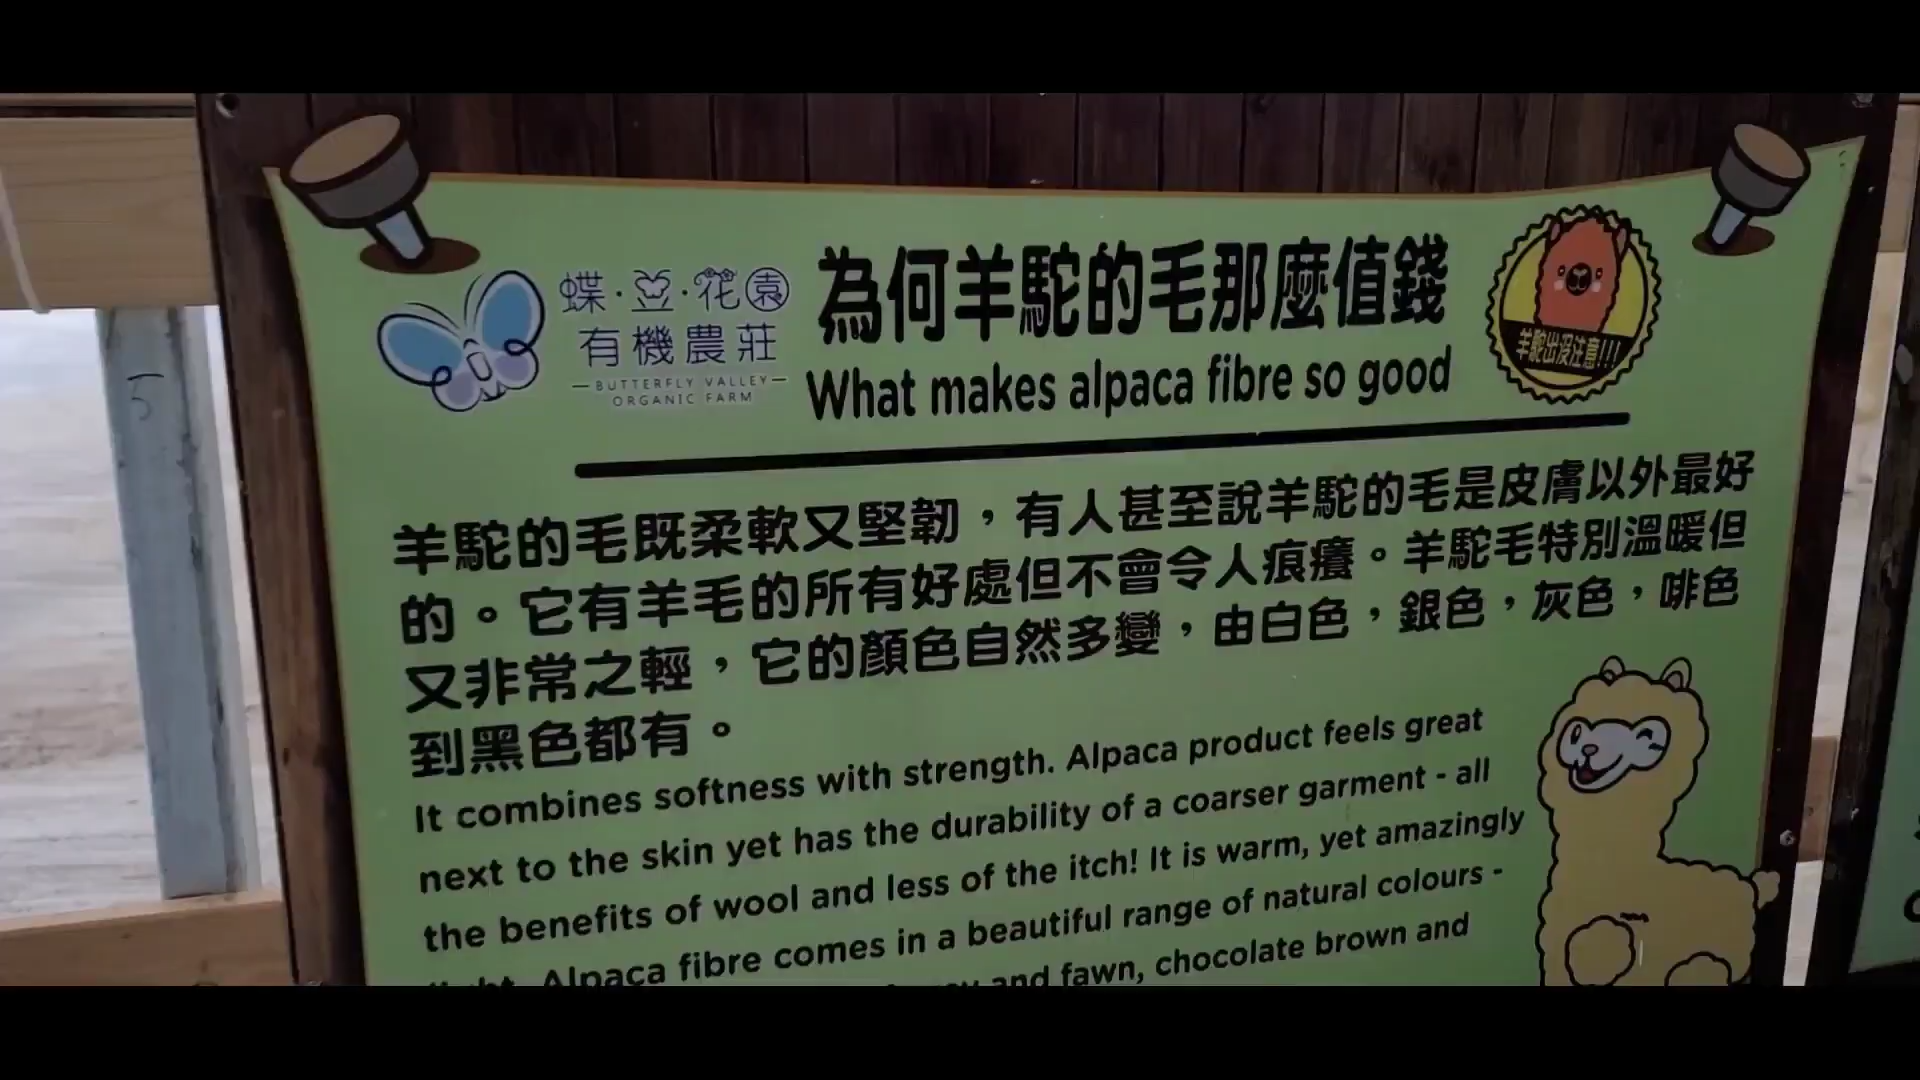 蝶·豆·花園
有機農莊
BUTTERFLY VALLEY
ORGANIC FARM
為何羊駝的毛那麼值錢
What makes alpaca fibre so good
羊駝出沒注意!!!
羊駝的毛既柔軟又堅韌，有人甚至說羊駝的毛是皮膚以外最好
的。它有羊毛的所有好處但不會令人痕癢。羊駝毛特別溫暖但
又非常之輕，它的顏色自然多變，由白色，銀色，灰色，啡色
到黑色都有。
It combines softness with strength. Alpaca product feels great
next to the skin yet has the durability of a coarser garment - all
the benefits of wool and less of the itch! It is warm, yet amazingly
light. Alpaca fibre comes in a beautiful range of natural colours -
and fawn, chocolate brown and
5